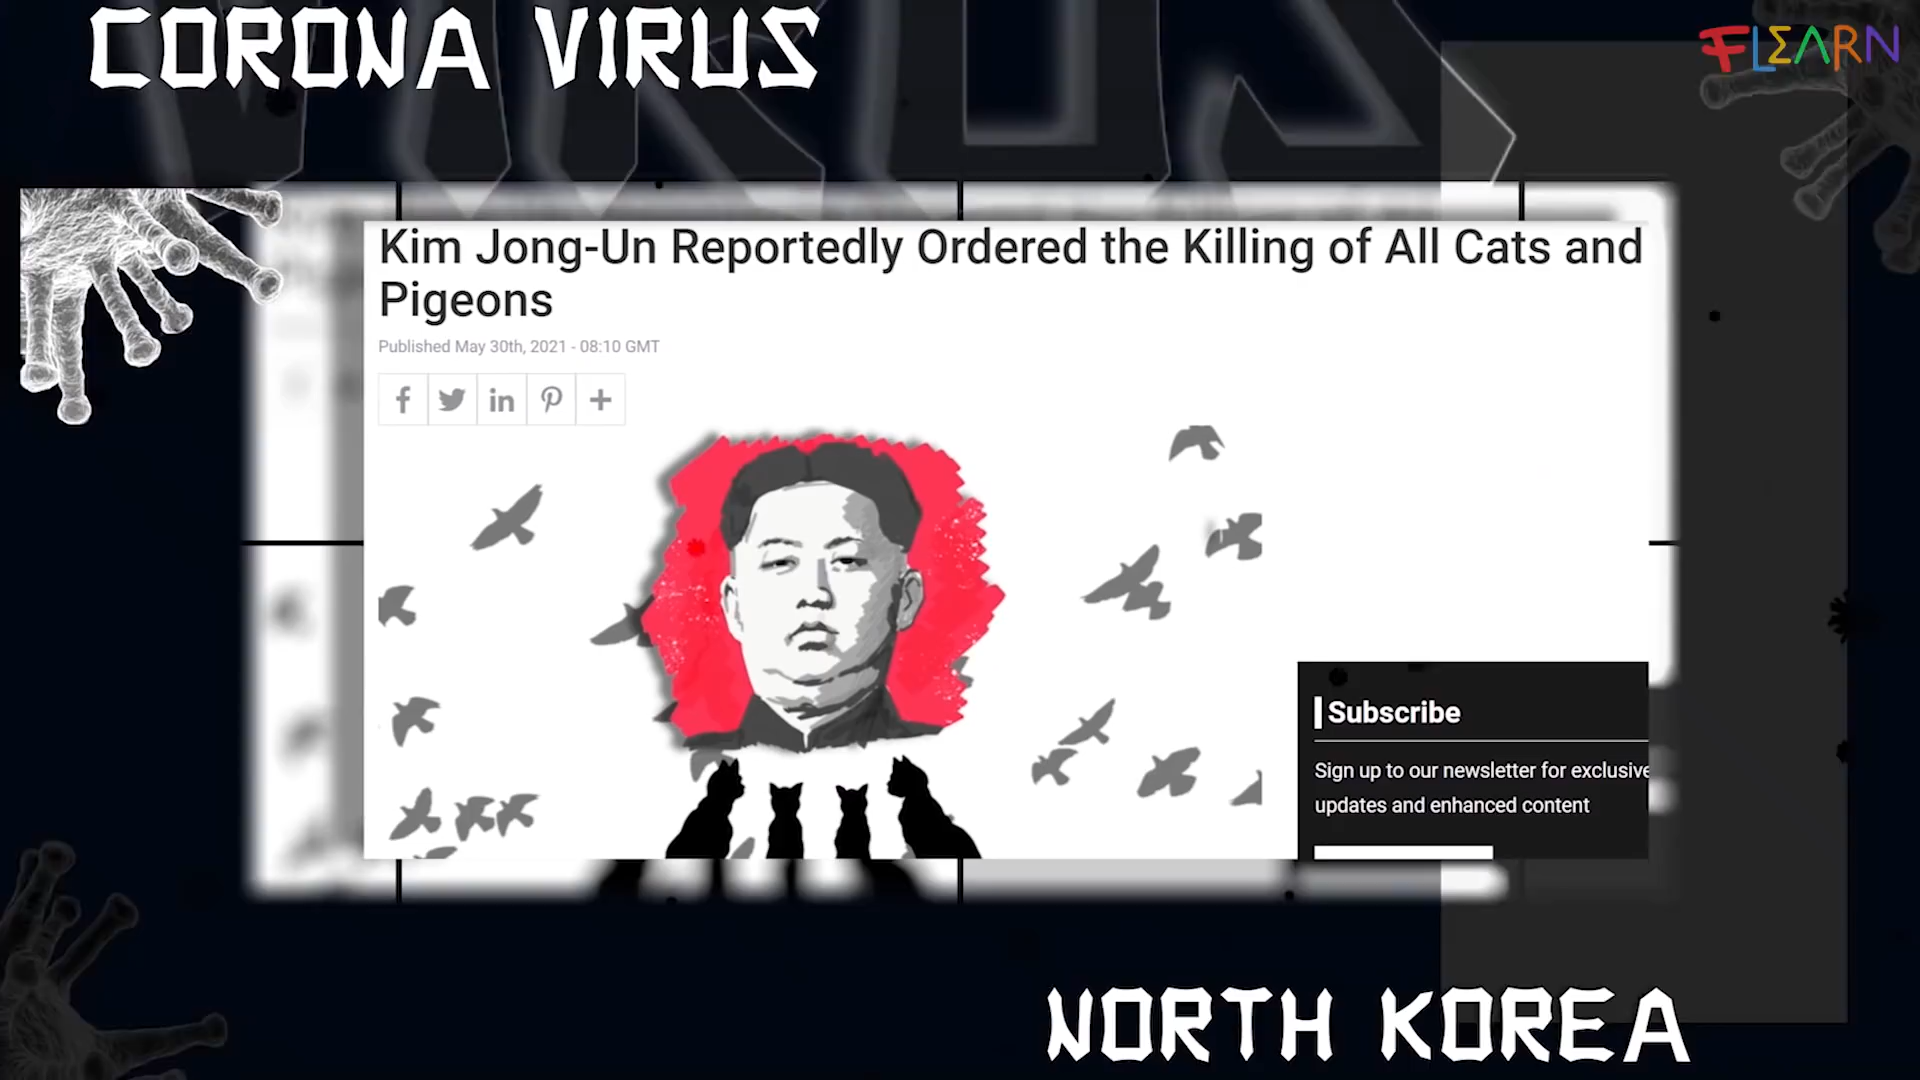 CORONA VIRUS
FLEARN
Kim Jong-Un Reportedly Ordered the Killing of All Cats and
Pigeons
Published May 30th, 2021 - 08:10 GMT
Subscribe
Sign up to our newsletter for exclusive
updates and enhanced content
NORTH KOREA